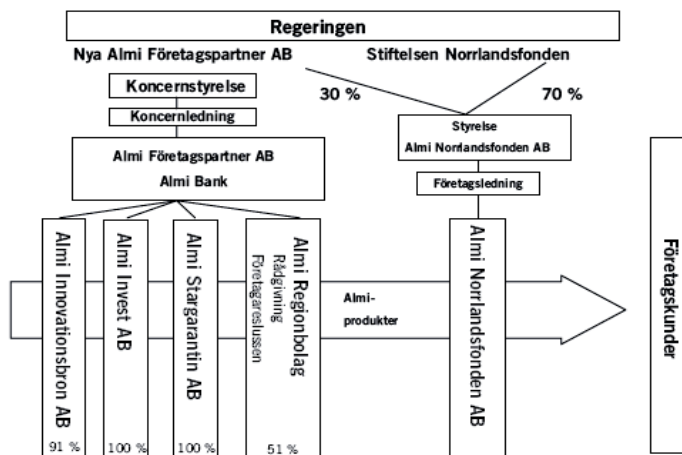 Regeringen
Nya Almi Företagspartner AB
Stiftelsen Norrlandsfonden
Koncernstyrelse
30 %
70 %
Koncernledning
Styrelse
Almi Norrlandsfonden AB
Almi Företagspartner AB
Almi Bank
Företagsledning
Almi Innovationsbron AB
91 %
Almi Invest AB
100 %
Almi Stargarantin AB
100 %
Almi Regionbolag
Rådgivning
Företagareslussen
51 %
Almi-
produkter
Almi Norrlandsfonden AB
Företagskunder